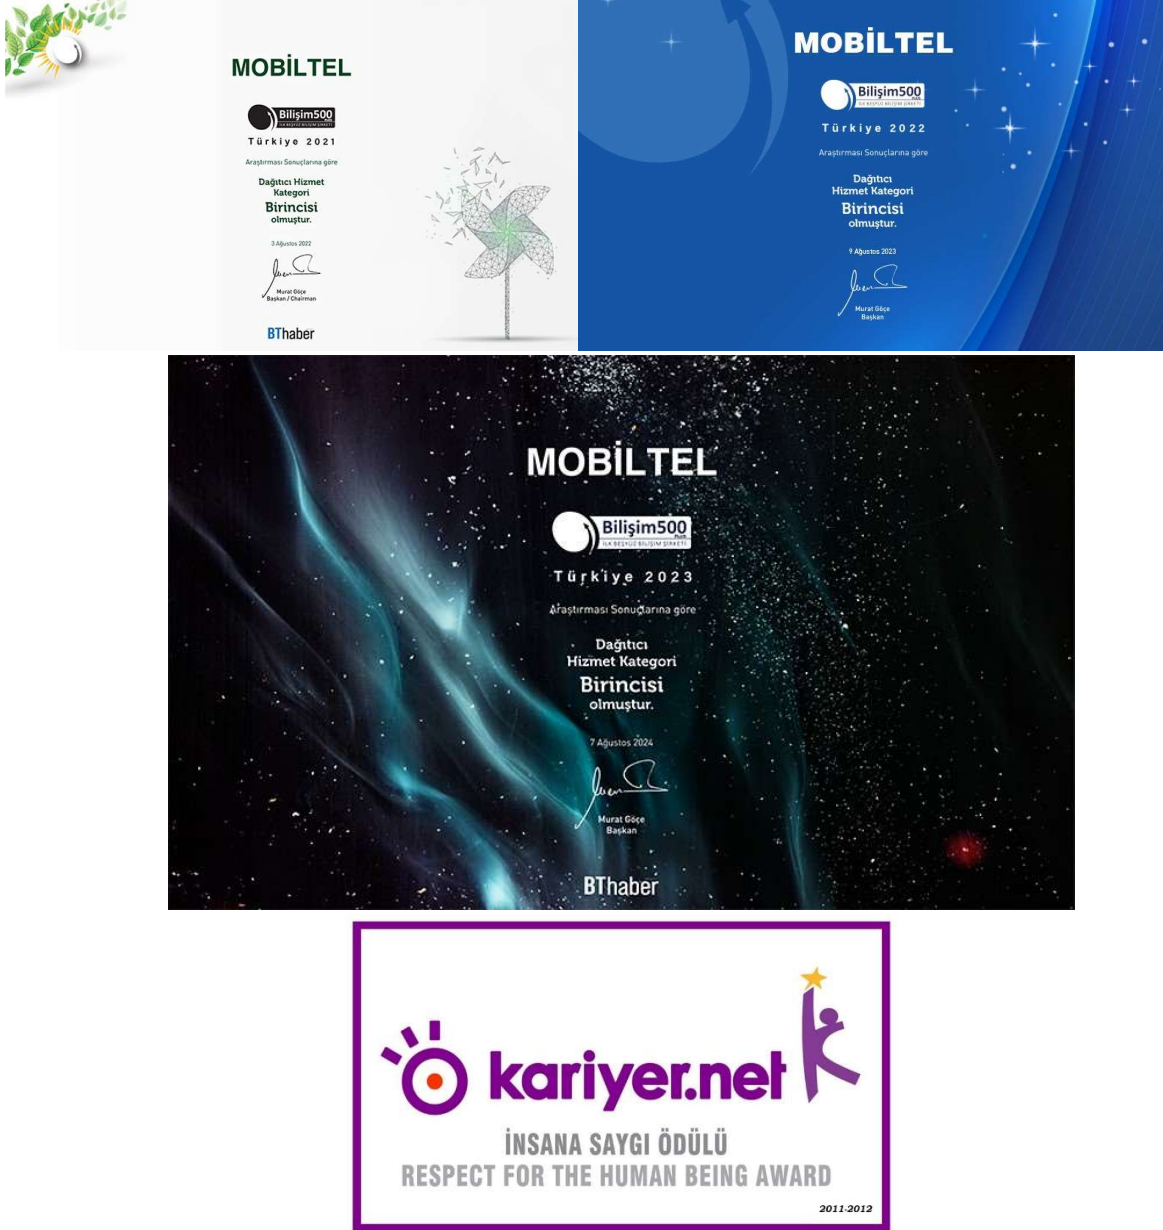 MOBİLTEL
Bilişim500
Türkiye 2021
Araştırması Sonuçlarına göre
Dağıtıcı Hizmet
Kategori
Birincisi
olmuştur.
3 Ağustos 2022
Murat Göçe
Başkan / Chairman
BThaber
MOBİLTEL
Bilişim500
Türkiye 2022
Araştırması Sonuçlarına göre
Dağıtıcı
Hizmet Kategori
Birincisi
olmuştur.
9 Ağustos 2023
Murat Göçe
Başkan
MOBİLTEL
Bilişim500
PLUS
İLK BEŞYÜZ BİLİŞİM ŞİRKETİ
Türkiye 2023
Araştırması Sonuçlarına göre
Dağıtıcı
Hizmet Kategori
Birincisi
olmuştur.
7 Ağustos 2024
Murat Göçe
Başkan
BThaber
kariyer.net
İNSANA SAYGI ÖDÜLÜ
RESPECT FOR THE HUMAN BEING AWARD
2011-2012